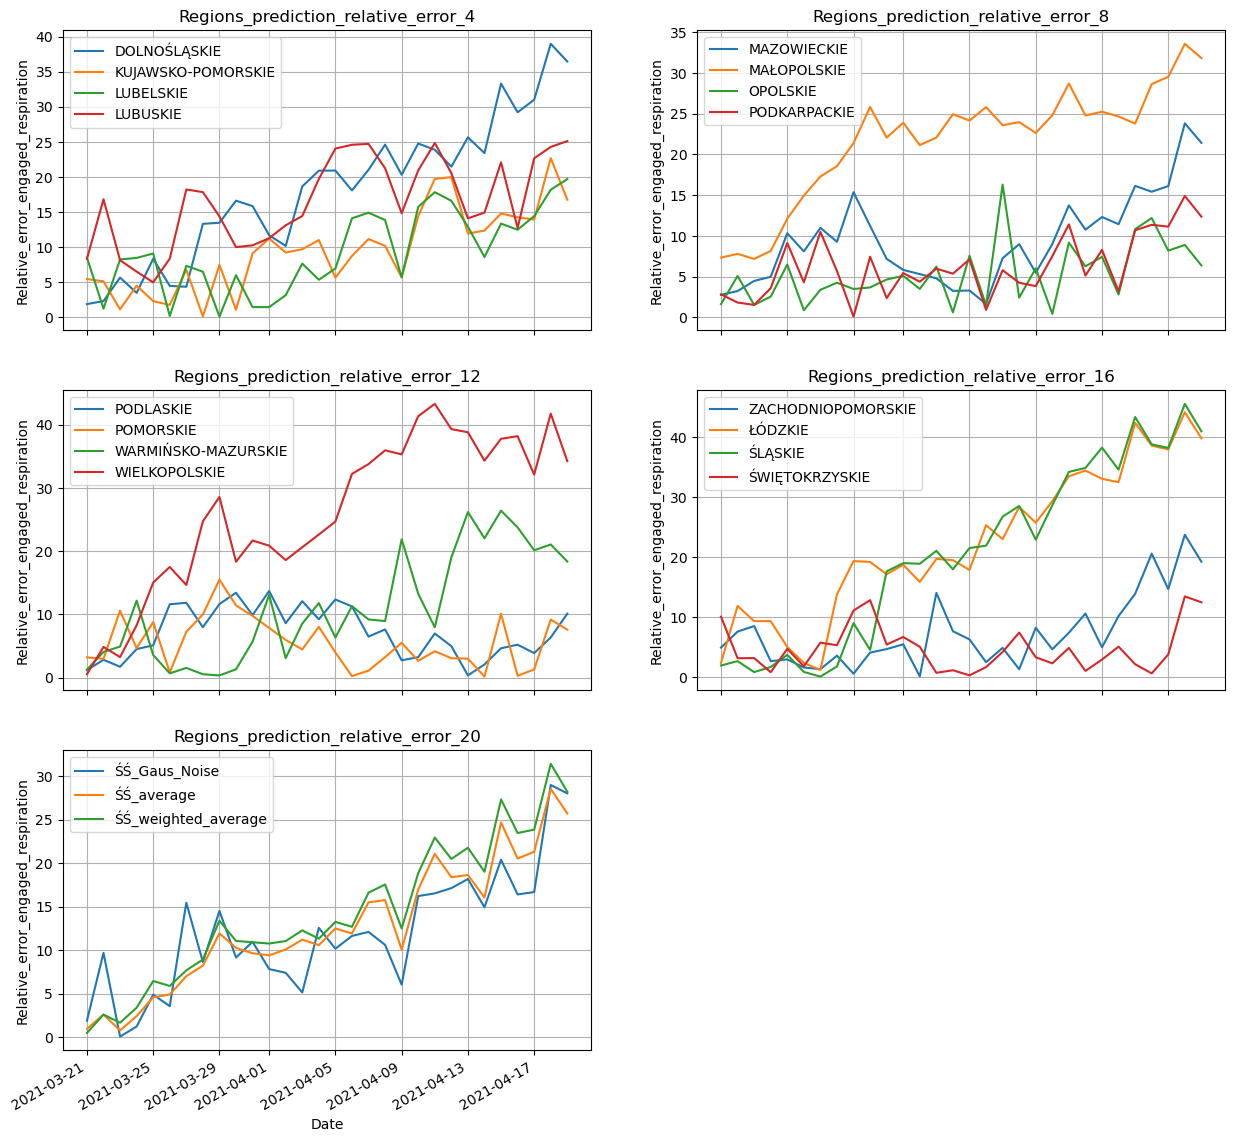 Regions_prediction_relative_error_4
Relative_error_engaged_respiration
40
35
30
25
20
15
10
5
0
DOLNOŚLĄSKIE
KUJAWSKO-POMORSKIE
LUBELSKIE
LUBUSKIE
Regions_prediction_relative_error_8
Relative_error_engaged_respiration
35
30
25
20
15
10
5
0
MAZOWIECKIE
MAŁOPOLSKIE
OPOLSKIE
PODKARPACKIE
Regions_prediction_relative_error_12
Relative_error_engaged_respiration
40
30
20
10
0
PODLASKIE
POMORSKIE
WARMIŃSKO-MAZURSKIE
WIELKOPOLSKIE
Regions_prediction_relative_error_16
Relative_error_engaged_respiration
40
30
20
10
0
ZACHODNIOPOMORSKIE
ŁÓDZKIE
ŚLĄSKIE
ŚWIĘTOKRZYSKIE
Regions_prediction_relative_error_20
Relative_error_engaged_respiration
30
25
20
15
10
5
0
ŚŚ_Gaus_Noise
ŚŚ_average
ŚŚ_weighted_average
2021-03-21
2021-03-25
2021-03-29
2021-04-01
2021-04-05
2021-04-09
2021-04-13
2021-04-17
Date